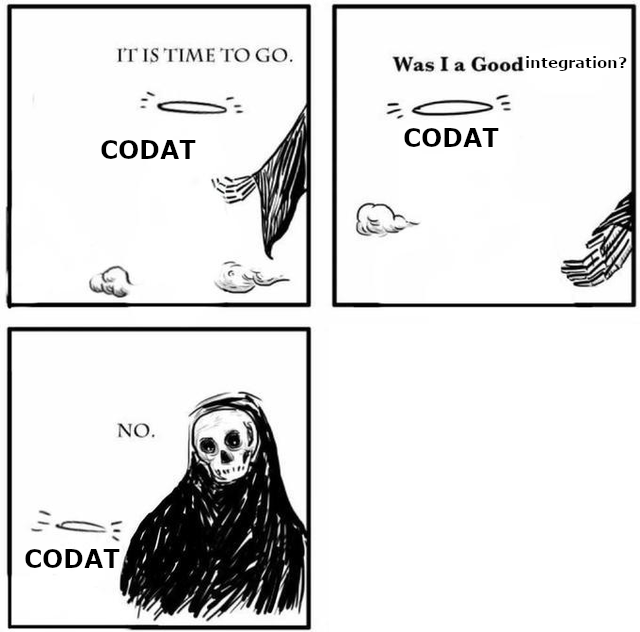 IT IS TIME TO GO.
CODAT
Was I a Good integration?
CODAT
NO.
CODAT